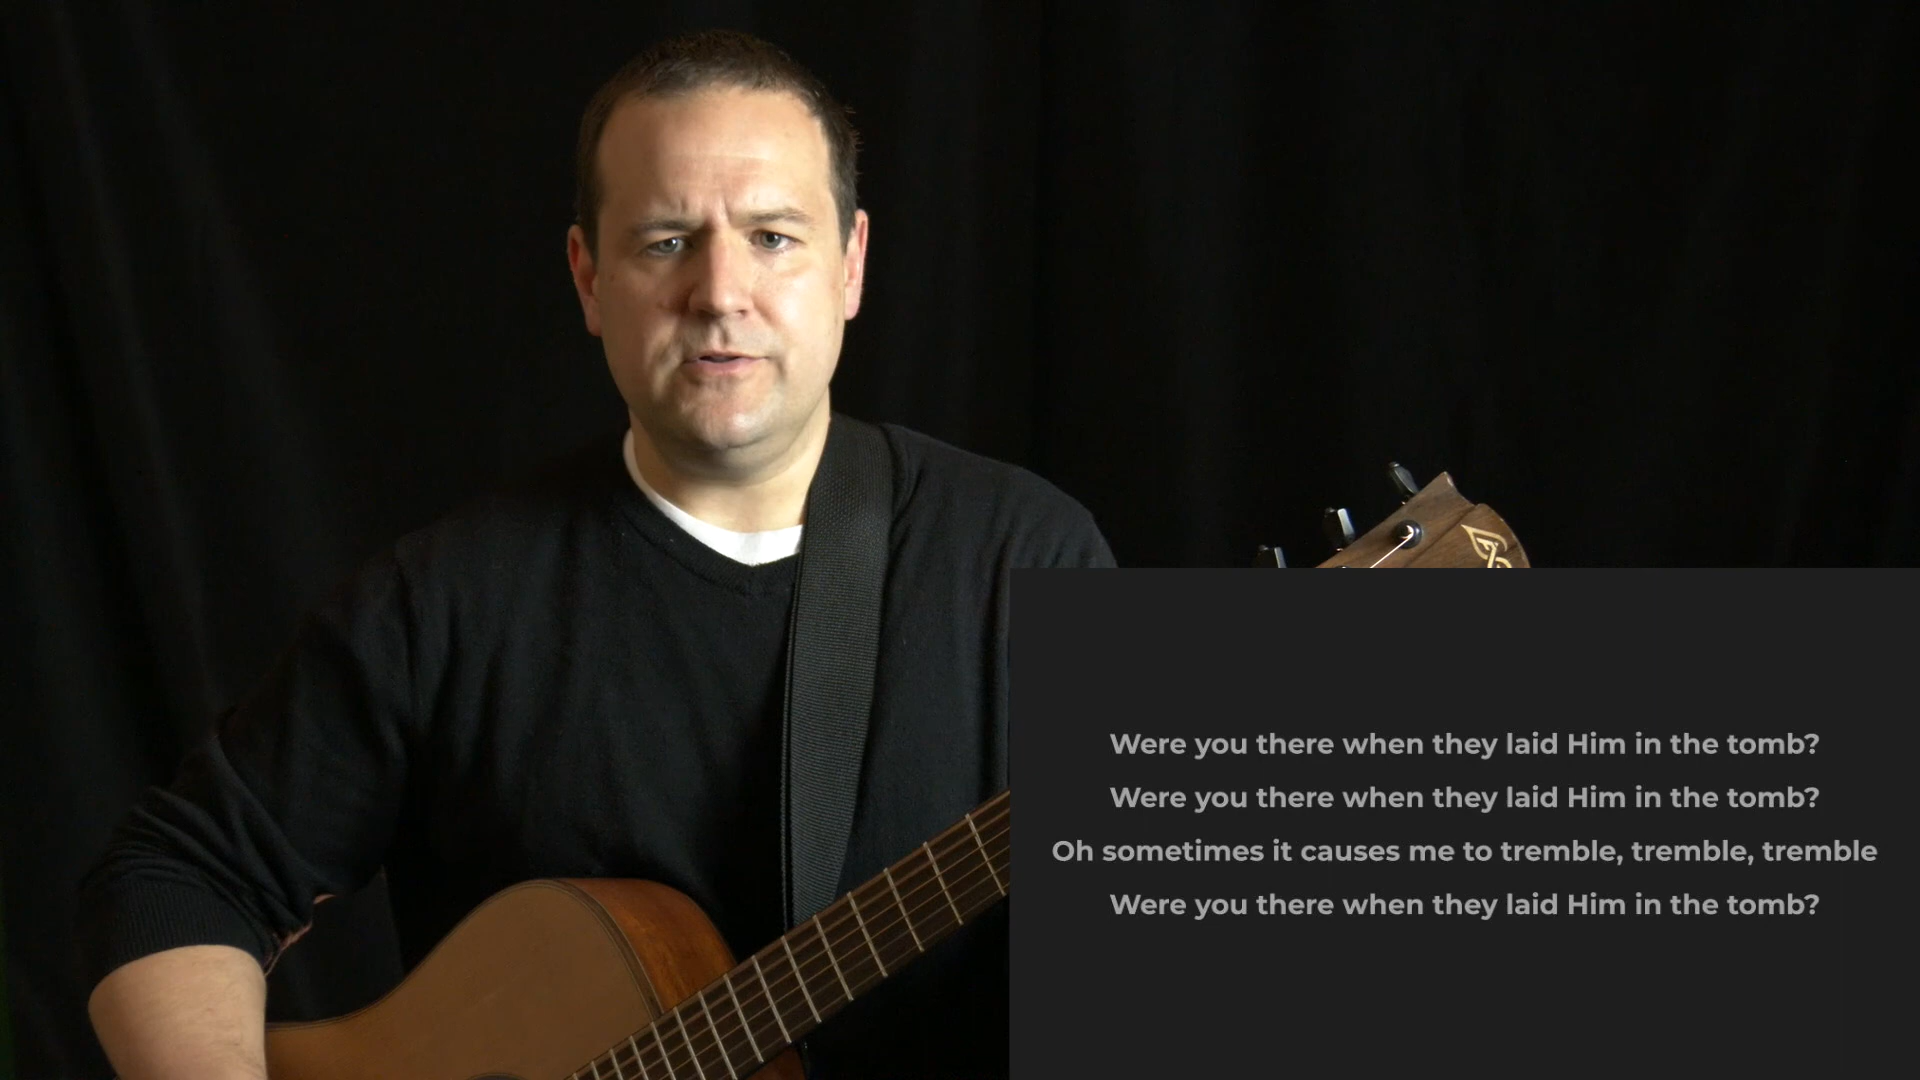 Were you there when they laid Him in the tomb?
Were you there when they laid Him in the tomb?
Oh sometimes it causes me to tremble, tremble, tremble
Were you there when they laid Him in the tomb?